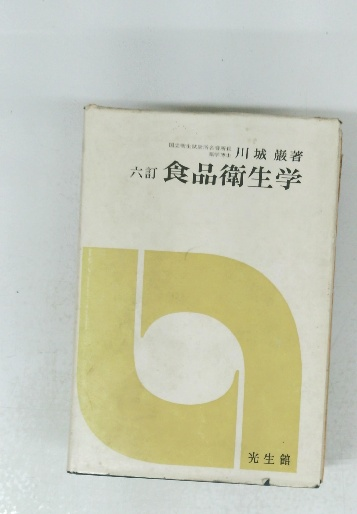 川城 巌著
六訂 食品衛生学
光生館